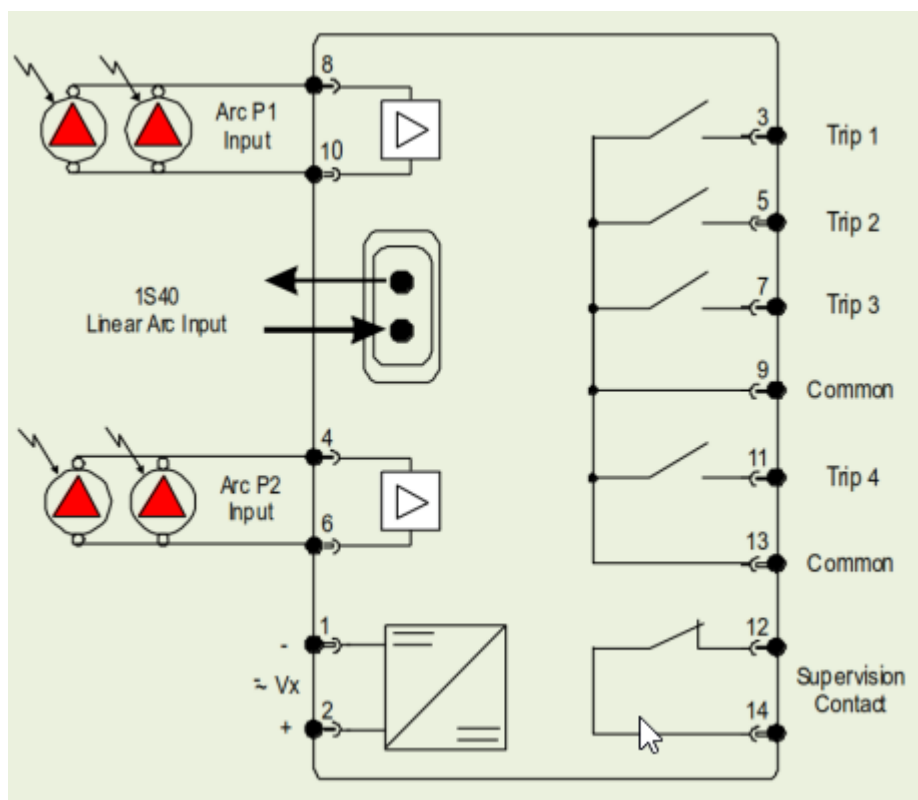 8
Arc P1
Input
10
3
Trip 1
5
Trip 2
7
Trip 3
1S40
Linear Arc Input
9
Common
4
Arc P2
Input
6
11
Trip 4
13
Common
1
-
≂ Vx
2
+
12
Supervision
Contact
14